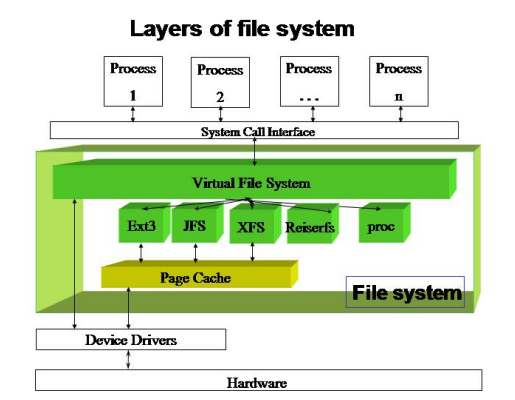 Layers of file system
Process Process Process Process
1 2 ... n
System Call Interface
Virtual File System
Ext3 JFS XFS Reiserfs proc
Page Cache
File system
Device Drivers
Hardware